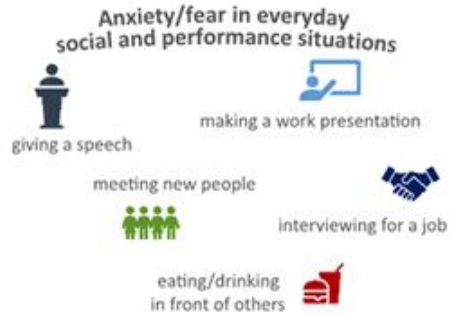 Anxiety/fear in everyday
social and performance situations
making a work presentation
giving a speech
meeting new people
interviewing for a job
eating/drinking
in front of others